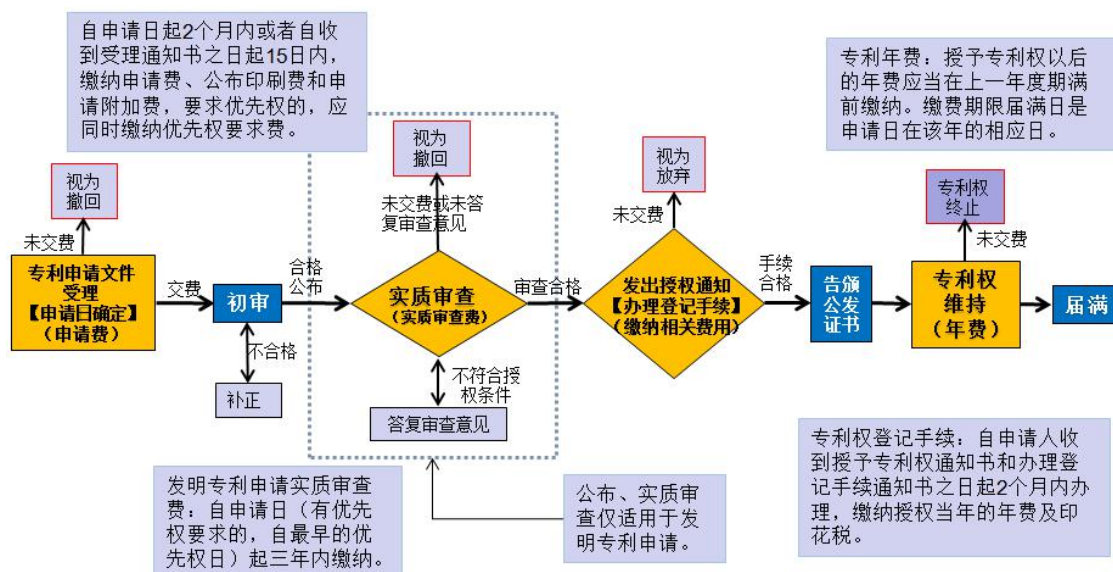 自申请日起2个月内或者自收
到受理通知书之日起15日内，
缴纳申请费、公布印刷费和申
请附加费，要求优先权的，应
同时缴纳优先权要求费。
专利年费：授予专利权以后
的年费应当在上一年度期满
前缴纳。缴费期限届满日是
申请日在该年的相应日。
视为
撤回
未交费
专利申请文件
受理
【申请日确定】
（申请费）
交费
初审
不合格
补正
合格
公布
视为
撤回
未交费或未答
复审查意见
实质审查
（实质审查费）
不符合授
权条件
答复审查意见
审查合格
视为
放弃
未交费
发出授权通知
【办理登记手续】
（缴纳相关费用）
手续
合格
告颁
公发
证书
专利权
终止
未交费
专利权
维持
（年费）
届满
发明专利申请实质审查
费：自申请日（有优先
权要求的，自最早的优
先权日）起三年内缴纳。
公布、实质审
查仅适用于发
明专利申请。
专利权登记手续：自申请人收
到授予专利权通知书和办理登
记手续通知书之日起2个月内办
理，缴纳授权当年的年费及印
花税。